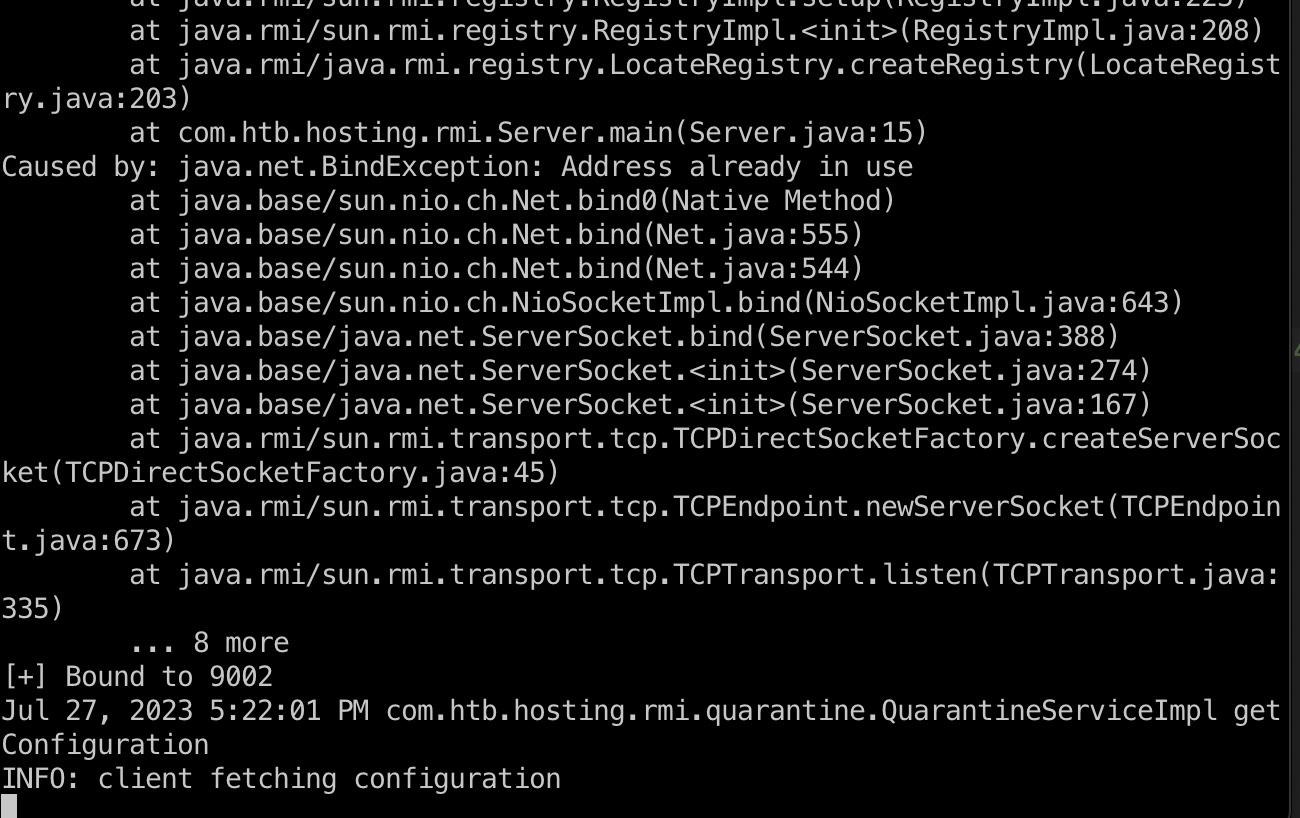 at java.rmi/sun.rmi.registry.RegistryImpl.setup(RegistryImpl.java:223)
at java.rmi/sun.rmi.registry.RegistryImpl.<init>(RegistryImpl.java:208)
at java.rmi/java.rmi.registry.LocateRegistry.createRegistry(LocateRegist
ry.java:203)
at com.htb.hosting.rmi.Server.main(Server.java:15)
Caused by: java.net.BindException: Address already in use
at java.base/sun.nio.ch.Net.bind0(Native Method)
at java.base/sun.nio.ch.Net.bind(Net.java:555)
at java.base/sun.nio.ch.Net.bind(Net.java:544)
at java.base/sun.nio.ch.NioSocketImpl.bind(NioSocketImpl.java:643)
at java.base/java.net.ServerSocket.bind(ServerSocket.java:388)
at java.base/java.net.ServerSocket.<init>(ServerSocket.java:274)
at java.base/java.net.ServerSocket.<init>(ServerSocket.java:167)
at java.rmi/sun.rmi.transport.tcp.TCPDirectSocketFactory.createServerSoc
ket(TCPDirectSocketFactory.java:45)
at java.rmi/sun.rmi.transport.tcp.TCPEndpoint.newServerSocket(TCPEndpoin
t.java:673)
at java.rmi/sun.rmi.transport.tcp.TCPTransport.listen(TCPTransport.java:
335)
... 8 more
[+] Bound to 9002
Jul 27, 2023 5:22:01 PM com.htb.hosting.rmi.quarantine.QuarantineServiceImpl get
Configuration
INFO: client fetching configuration